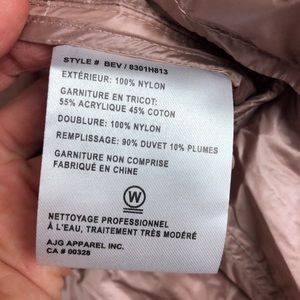 STYLE # BEV / 8301H813
EXTÉRIEUR: 100% NYLON
GARNITURE EN TRICOT:
55% ACRYLIQUE 45% COTON
DOUBLURE: 100% NYLON
REMPLISSAGE: 90% DUVET 10% PLUMES
GARNITURE NON COMPRISE
FABRIQUÉ EN CHINE
W
NETTOYAGE PROFESSIONNEL
À L'EAU, TRAITEMENT TRÈS MODÉRÉ
AJG APPAREL INC.
CA # 00328